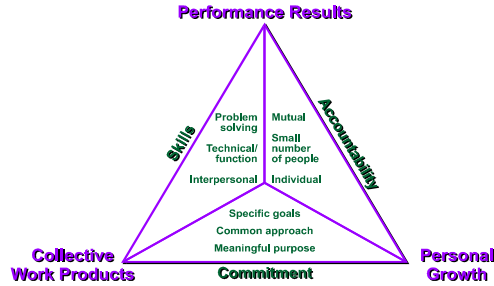 Performance Results
Skills
Accountability
Problem
solving
Technical/
function
Interpersonal
Mutual
Small
number
of people
Individual
Specific goals
Common approach
Meaningful purpose
Collective
Work Products
Commitment
Personal
Growth